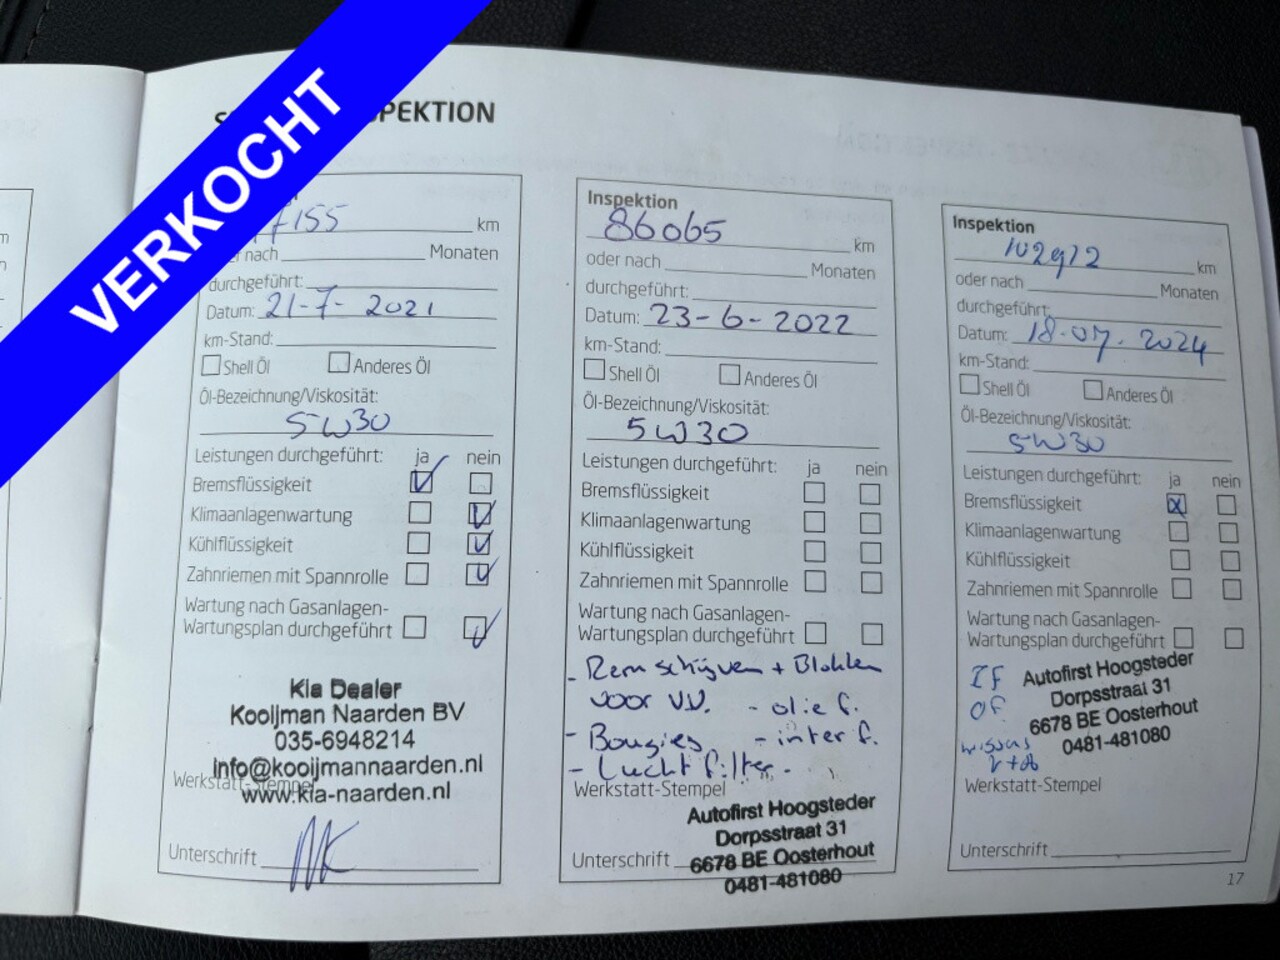 VERKOCHT
PEKTION
7155 km
nach Monaten
durchgeführt:
Datum: 21-7-2021
km-Stand:
Shell Öl Anderes Öl
Öl-Bezeichnung/Viskosität:
5W30
Leistungen durchgeführt: ja nein
Bremsflüssigkeit
Klimaanlagenwartung
Kühlflüssigkeit
Zahnriemen mit Spannrolle
Wartung nach Gasanlagen-
Wartungsplan durchgeführt
Kia Dealer
Kooijman Naarden BV
035-6948214
info@kooijmannaarden.nl
Werkstatt-Stempel
www.kia-naarden.nl
Unterschrift
Inspektion
86065 km
oder nach Monaten
durchgeführt:
Datum: 23-6-2022
km-Stand:
Shell Öl Anderes Öl
Öl-Bezeichnung/Viskosität:
5W30
Leistungen durchgeführt: ja nein
Bremsflüssigkeit
Klimaanlagenwartung
Kühlflüssigkeit
Zahnriemen mit Spannrolle
Wartung nach Gasanlagen-
Wartungsplan durchgeführt
- Remschijven + Blokken
voor V.V. - olie f.
- Bougies - inter f.
- Lucht filter -
Werkstatt-Stempel
Autofirst Hoogsteder
Dorpsstraat 31
Unterschrift
6678 BE Oosterhout
0481-481080
Inspektion
102912 km
oder nach Monaten
durchgeführt:
Datum: 18-07-2024
km-Stand:
Shell Öl Anderes Öl
Öl-Bezeichnung/Viskosität:
5W30
Leistungen durchgeführt: ja nein
Bremsflüssigkeit
Klimaanlagenwartung
Kühlflüssigkeit
Zahnriemen mit Spannrolle
Wartung nach Gasanlagen-
Wartungsplan durchgeführt
IF
OF
Autofirst Hoogsteder
Dorpsstraat 31
6678 BE Oosterhout
0481-481080
Werkstatt-Stempel
Unterschrift
17